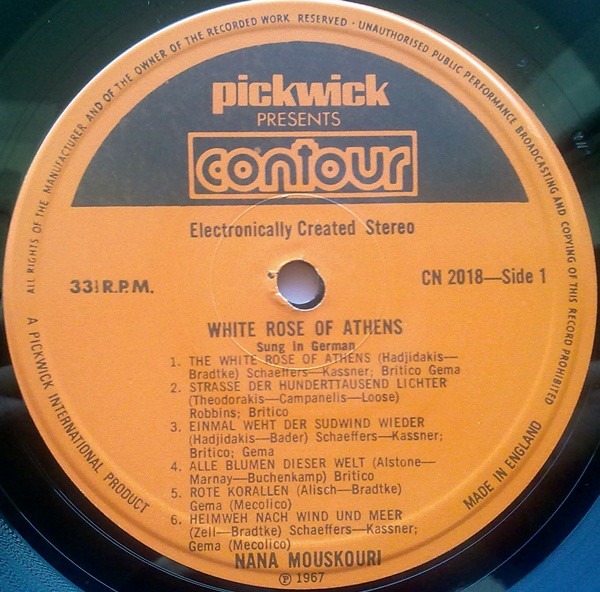 ALL RIGHTS OF THE MANUFACTURER AND OF THE OWNER OF THE RECORDED WORK RESERVED · UNAUTHORISED PUBLIC PERFORMANCE BROADCASTING AND COPYING OF THIS RECORD PROHIBITED
pickwick
PRESENTS
contour
Electronically Created Stereo
33⅓ R.P.M.
CN 2018—Side 1
WHITE ROSE OF ATHENS
Sung in German
1. THE WHITE ROSE OF ATHENS (Hadjidakis—
Bradtke) Schaeffers—Kassner; Britico Gema
2. STRASSE DER HUNDERTTAUSEND LICHTER
(Theodorakis—Campanelis—Loose)
Robbins; Britico
3. EINMAL WEHT DER SUDWIND WIEDER
(Hadjidakis—Bader) Schaeffers—Kassner;
Britico; Gema
4. ALLE BLUMEN DIESER WELT (Alstone—
Marnay—Buchenkamp) Britico
5. ROTE KORALLEN (Alisch—Bradtke)
Gema (Mecolico)
6. HEIMWEH NACH WIND UND MEER
(Zell—Bradtke) Schaeffers—Kassner;
Gema (Mecolico)
NANA MOUSKOURI
℗ 1967
A PICKWICK INTERNATIONAL PRODUCT
MADE IN ENGLAND